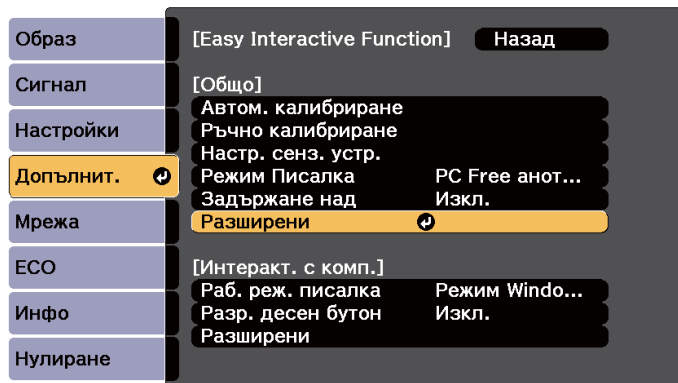 Образ
Сигнал
Настройки
Допълнит.
Мрежа
ECO
Инфо
Нулиране
[Easy Interactive Function] Назад
[Общо]
Автом. калибриране
Ръчно калибриране
Настр. сенз. устр.
Режим Писалка PC Free анот...
Задържане над Изкл.
Разширени
[Интеракт. с комп.]
Раб. реж. писалка Режим Windo...
Разр. десен бутон Изкл.
Разширени